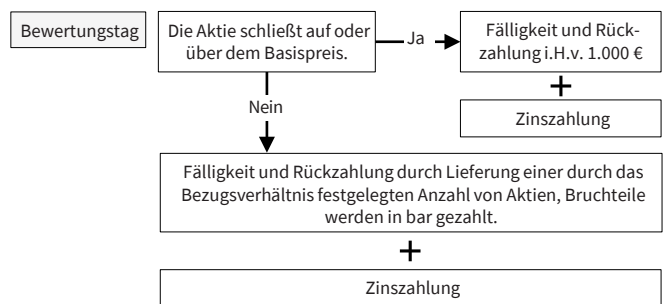 Bewertungstag
Die Aktie schließt auf oder
über dem Basispreis.
Ja
Fälligkeit und Rück-
zahlung i.H.v. 1.000 €
+
Zinszahlung
Nein
Fälligkeit und Rückzahlung durch Lieferung einer durch das
Bezugsverhältnis festgelegten Anzahl von Aktien, Bruchteile
werden in bar gezahlt.
+
Zinszahlung